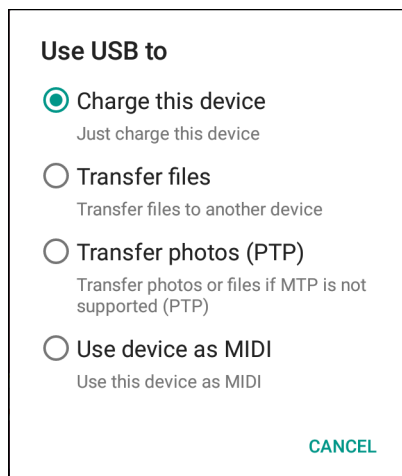 Use USB to
Charge this device
Just charge this device
Transfer files
Transfer files to another device
Transfer photos (PTP)
Transfer photos or files if MTP is not
supported (PTP)
Use device as MIDI
Use this device as MIDI
CANCEL